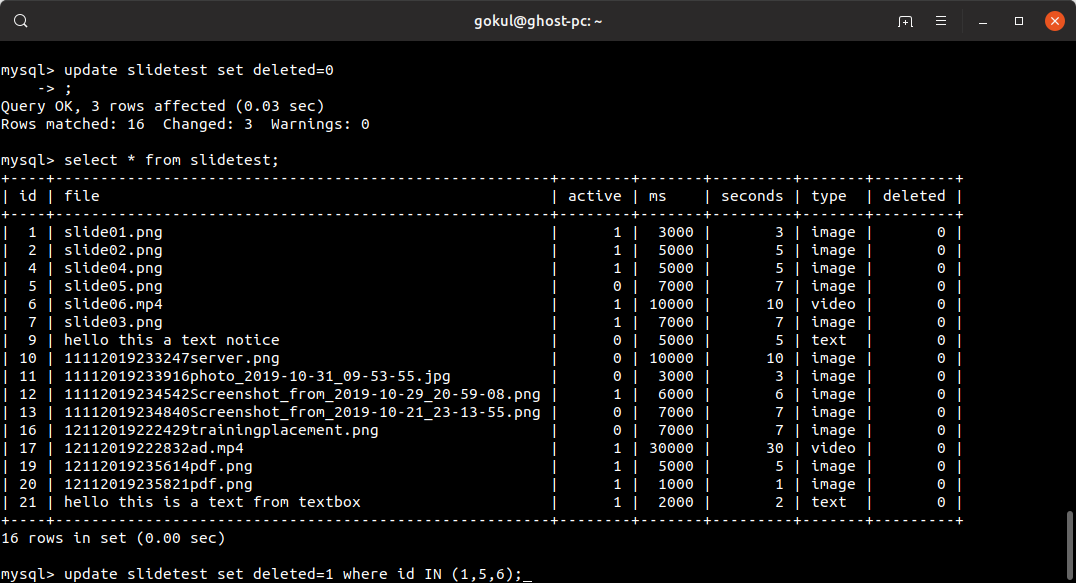 gokul@ghost-pc: ~
mysql> update slidetest set deleted=0
    -> ;
Query OK, 3 rows affected (0.03 sec)
Rows matched: 16  Changed: 3  Warnings: 0

mysql> select * from slidetest;
+----+-------------------------------------------------------+--------+-------+---------+-------+---------+
| id | file                                                  | active | ms    | seconds | type  | deleted |
+----+-------------------------------------------------------+--------+-------+---------+-------+---------+
|  1 | slide01.png                                           |      1 |  3000 |       3 | image |       0 |
|  2 | slide02.png                                           |      1 |  5000 |       5 | image |       0 |
|  4 | slide04.png                                           |      1 |  5000 |       5 | image |       0 |
|  5 | slide05.png                                           |      0 |  7000 |       7 | image |       0 |
|  6 | slide06.mp4                                           |      1 | 10000 |      10 | video |       0 |
|  7 | slide03.png                                           |      1 |  7000 |       7 | image |       0 |
|  9 | hello this a text notice                              |      0 |  5000 |       5 | text  |       0 |
| 10 | 11112019233247server.png                              |      0 | 10000 |      10 | image |       0 |
| 11 | 11112019233916photo_2019-10-31_09-53-55.jpg           |      0 |  3000 |       3 | image |       0 |
| 12 | 11112019234542Screenshot_from_2019-10-29_20-59-08.png |      1 |  6000 |       6 | image |       0 |
| 13 | 11112019234840Screenshot_from_2019-10-21_23-13-55.png |      0 |  7000 |       7 | image |       0 |
| 16 | 12112019222429trainingplacement.png                   |      0 |  7000 |       7 | image |       0 |
| 17 | 12112019222832ad.mp4                                  |      1 | 30000 |      30 | video |       0 |
| 19 | 12112019235614pdf.png                                 |      1 |  5000 |       5 | image |       0 |
| 20 | 12112019235821pdf.png                                 |      1 |  1000 |       1 | image |       0 |
| 21 | hello this is a text from textbox                     |      1 |  2000 |       2 | text  |       0 |
+----+-------------------------------------------------------+--------+-------+---------+-------+---------+
16 rows in set (0.00 sec)

mysql> update slidetest set deleted=1 where id IN (1,5,6);_